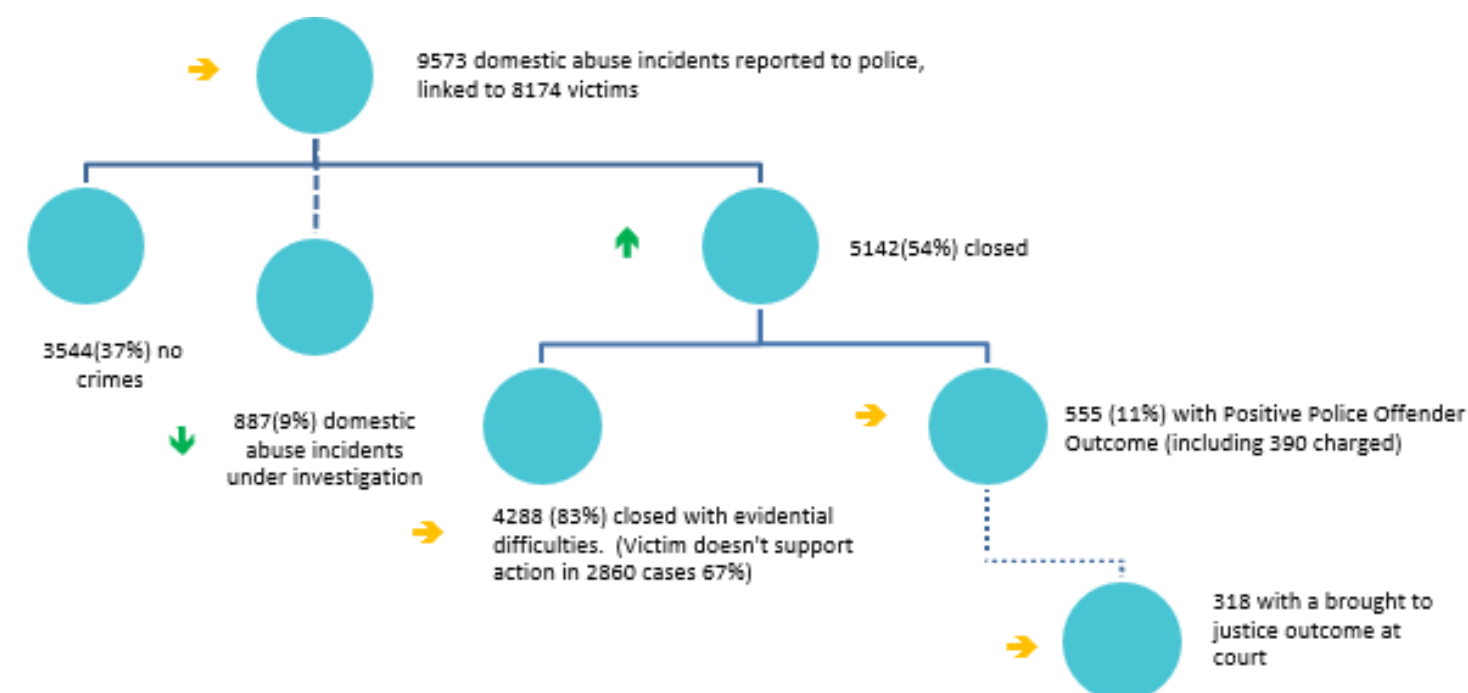 9573 domestic abuse incidents reported to police,
linked to 8174 victims
5142(54%) closed
3544(37%) no
crimes
887(9%) domestic
abuse incidents
under investigation
555 (11%) with Positive Police Offender
Outcome (including 390 charged)
4288 (83%) closed with evidential
difficulties.  (Victim doesn't support
action in 2860 cases 67%)
318 with a brought to
justice outcome at
court